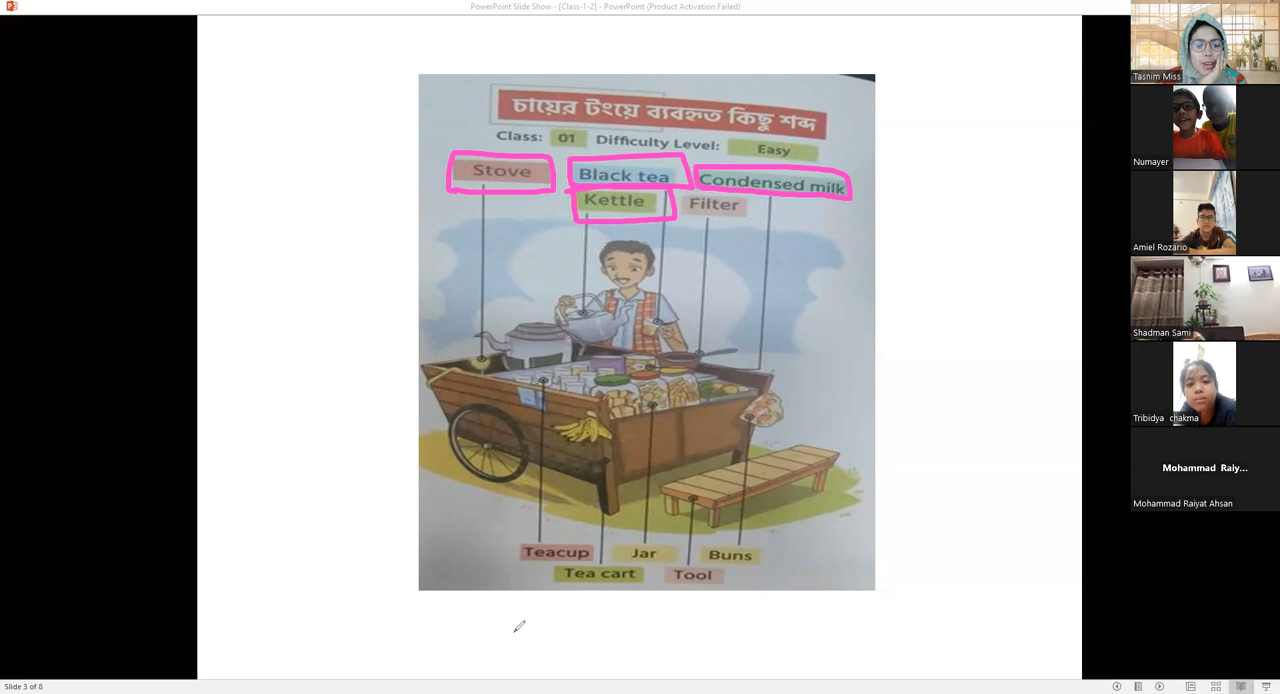 PowerPoint Slide Show - [Class-1-2] - PowerPoint (Product Activation Failed)
চায়ের টংয়ে ব্যবহৃত কিছু শব্দ
Class: 01 Difficulty Level: Easy
Stove Black tea Condensed milk
Kettle Filter
Teacup Jar Buns
Tea cart Tool
Tasnim Miss
Numayer
Amiel Rozario
Shadman Sami
Tribidya chakma
Mohammad Raiy...
Mohammad Raiyat Ahsan
Slide 3 of 8